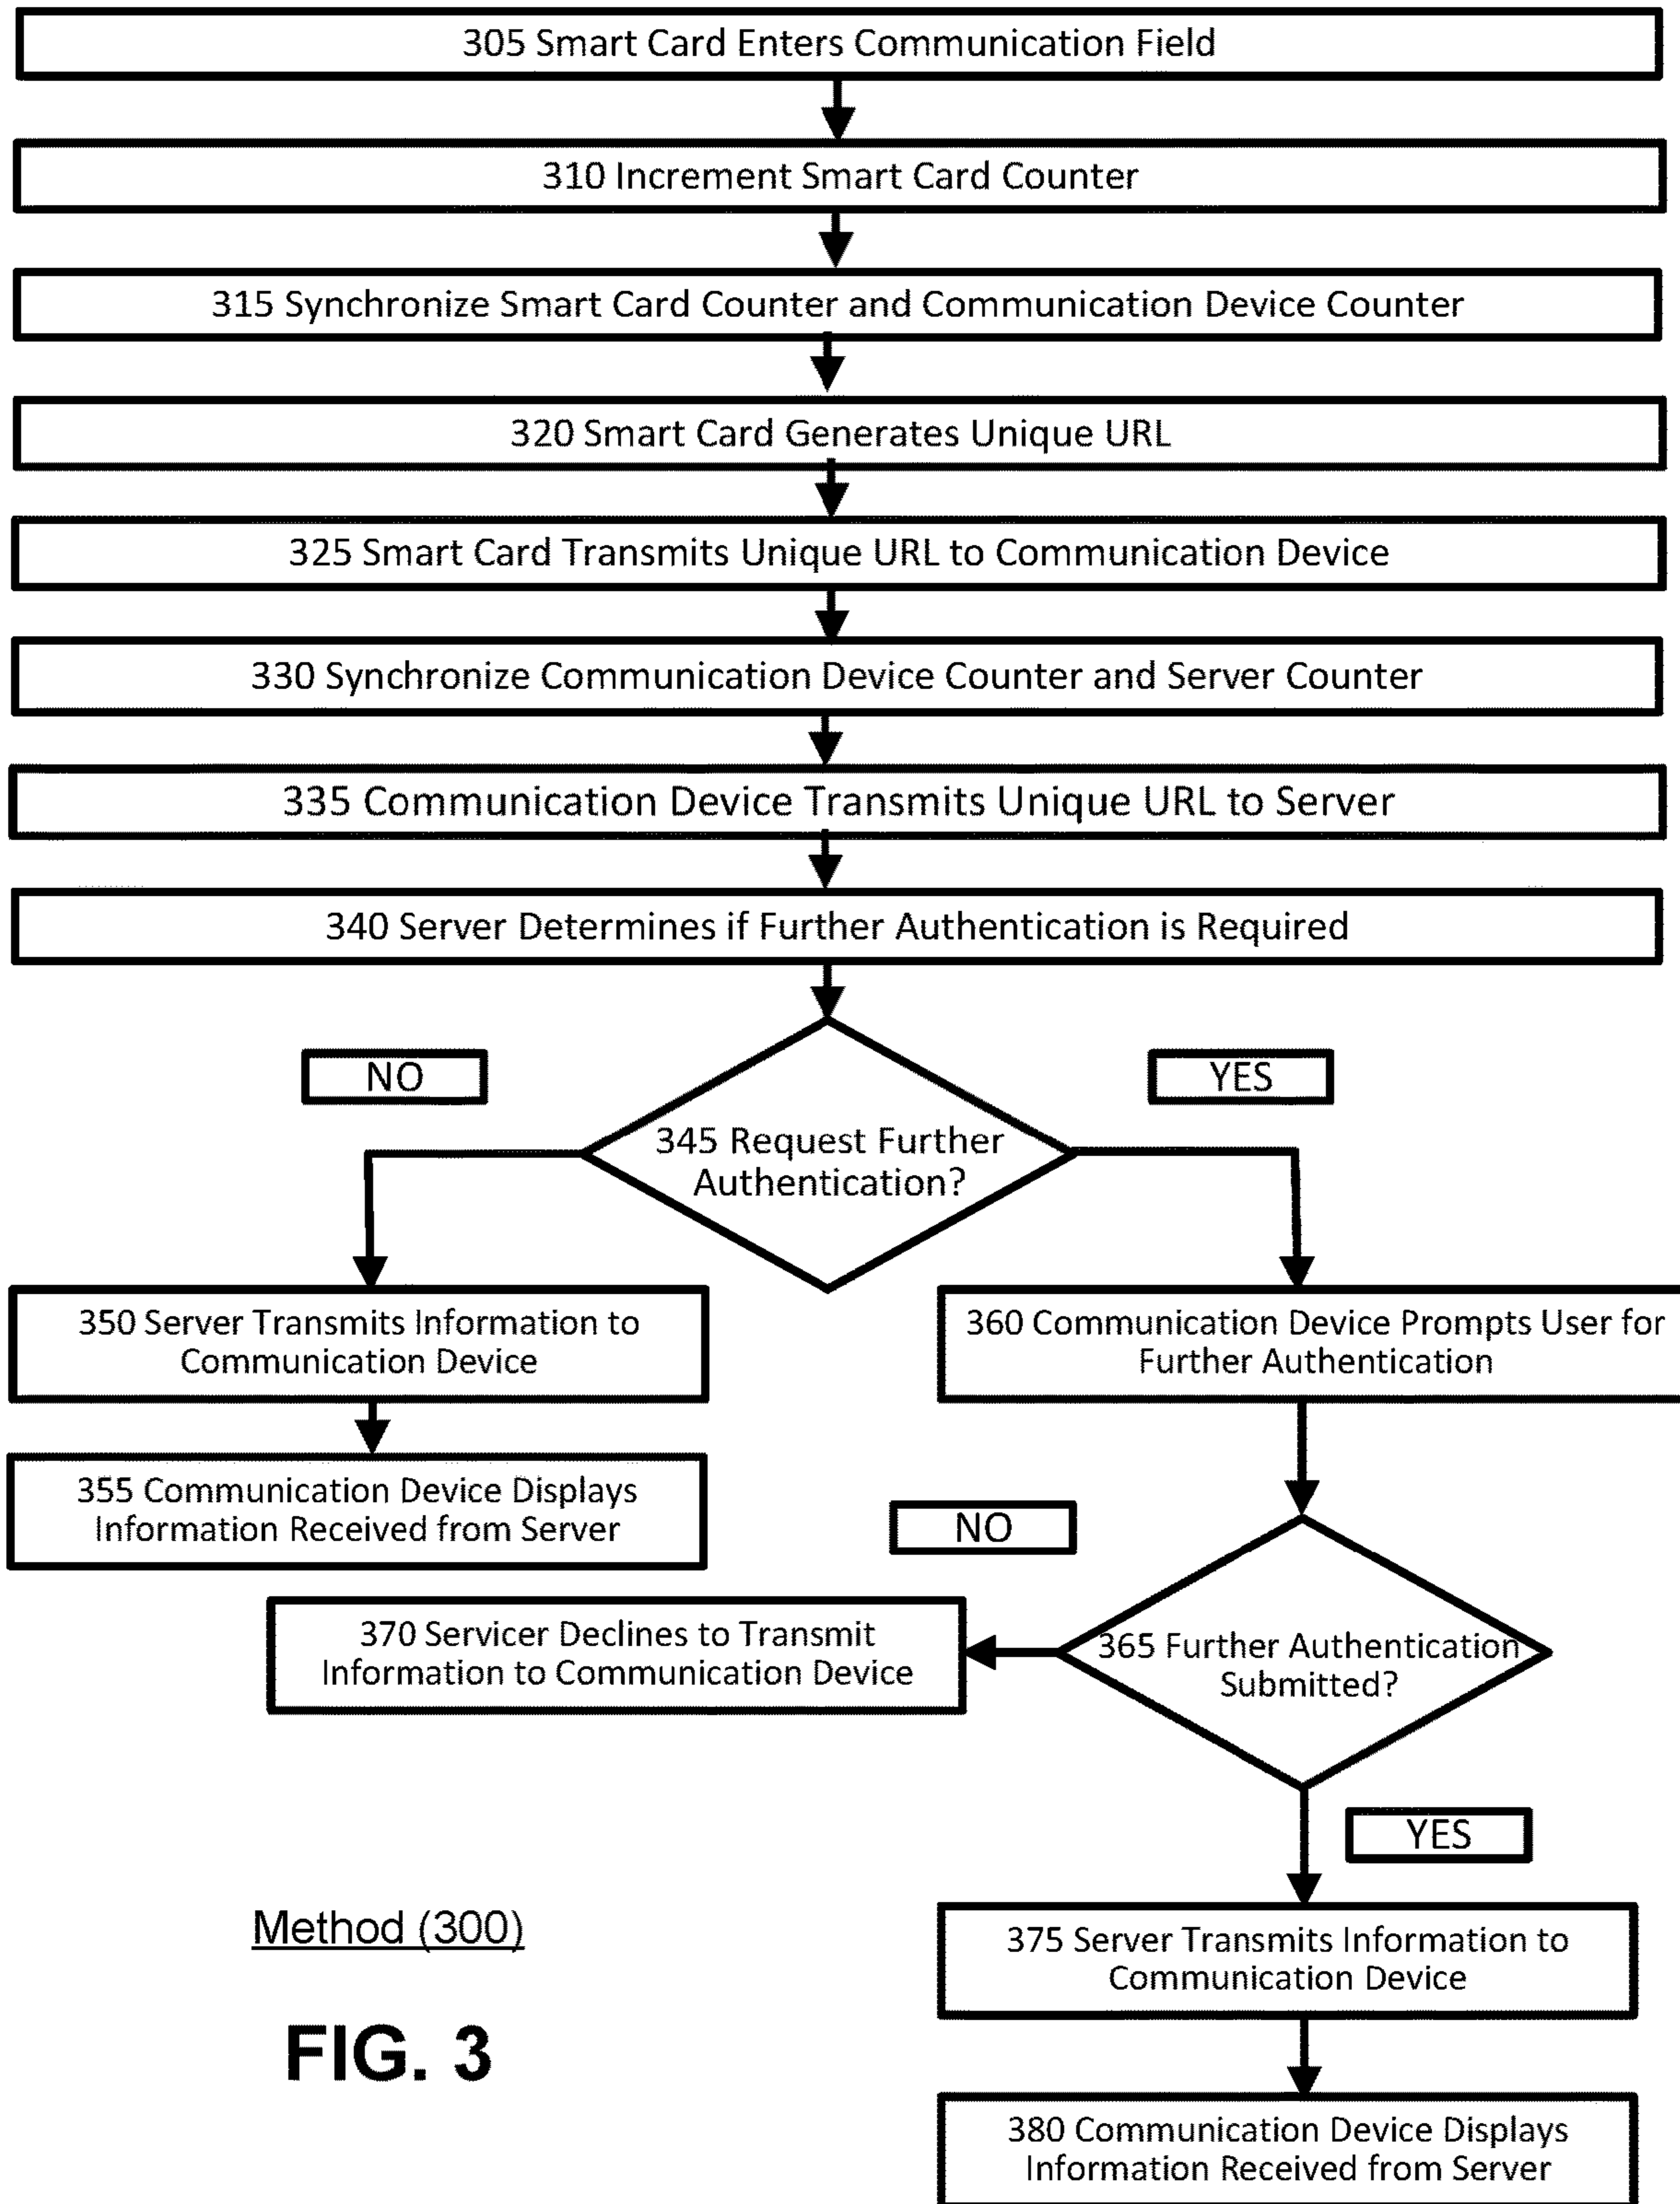 305 Smart Card Enters Communication Field
310 Increment Smart Card Counter
315 Synchronize Smart Card Counter and Communication Device Counter
320 Smart Card Generates Unique URL
325 Smart Card Transmits Unique URL to Communication Device
330 Synchronize Communication Device Counter and Server Counter
335 Communication Device Transmits Unique URL to Server
340 Server Determines if Further Authentication is Required
NO
YES
345 Request Further
Authentication?
350 Server Transmits Information to
Communication Device
360 Communication Device Prompts User for
Further Authentication
355 Communication Device Displays
Information Received from Server
NO
370 Servicer Declines to Transmit
Information to Communication Device
365 Further Authentication
Submitted?
YES
Method (300)
FIG. 3
375 Server Transmits Information to
Communication Device
380 Communication Device Displays
Information Received from Server